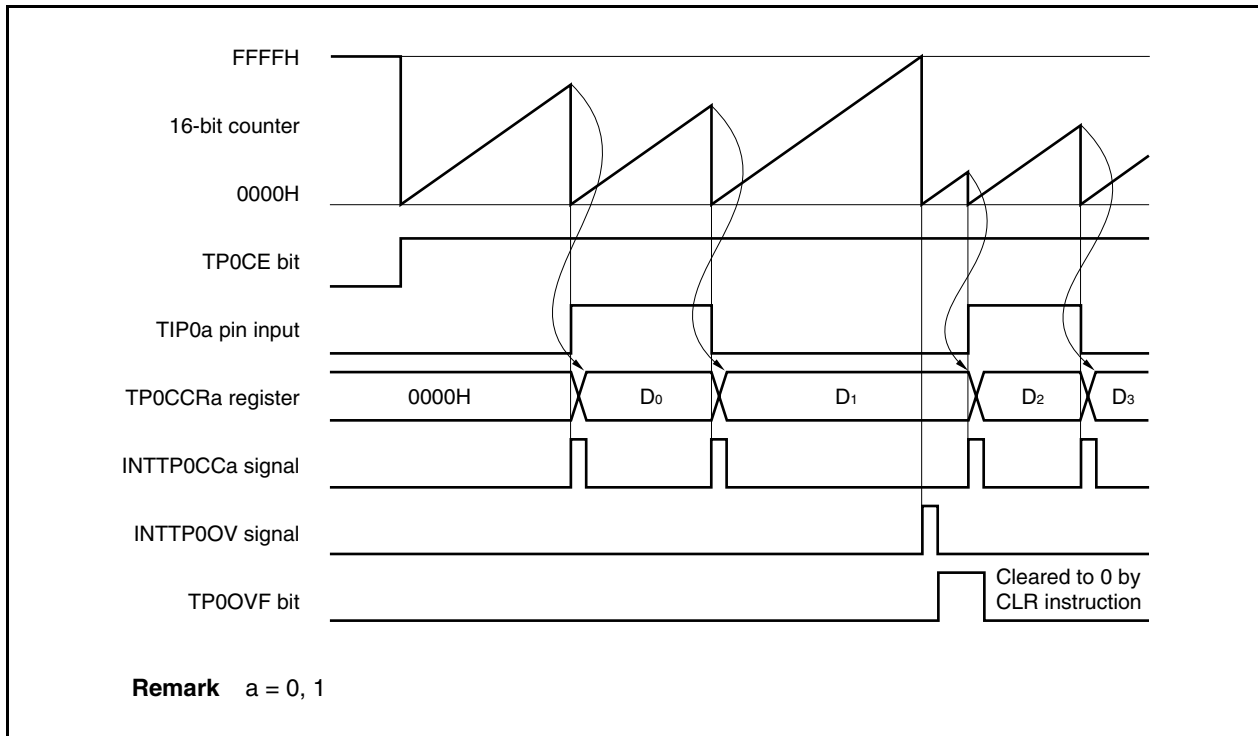 FFFFH
16-bit counter
0000H
TP0CE bit
TIP0a pin input
TP0CCRa register
0000H
D0
D1
D2
D3
INTTP0CCa signal
INTTP0OV signal
TP0OVF bit
Cleared to 0 by
CLR instruction
Remark a = 0, 1